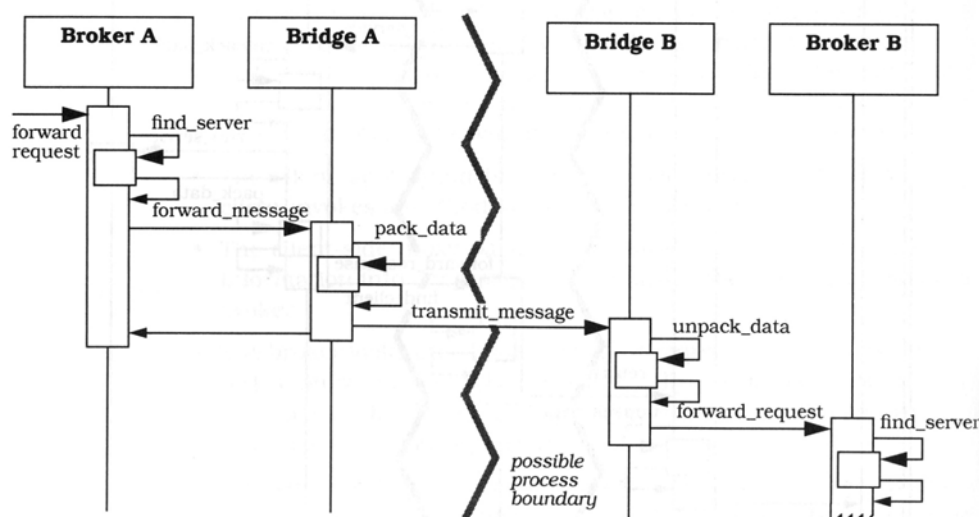 Broker A
Bridge A
Bridge B
Broker B
forward
request
find_server
forward_message
pack_data
transmit_message
unpack_data
forward_request
find_server
possible
process
boundary